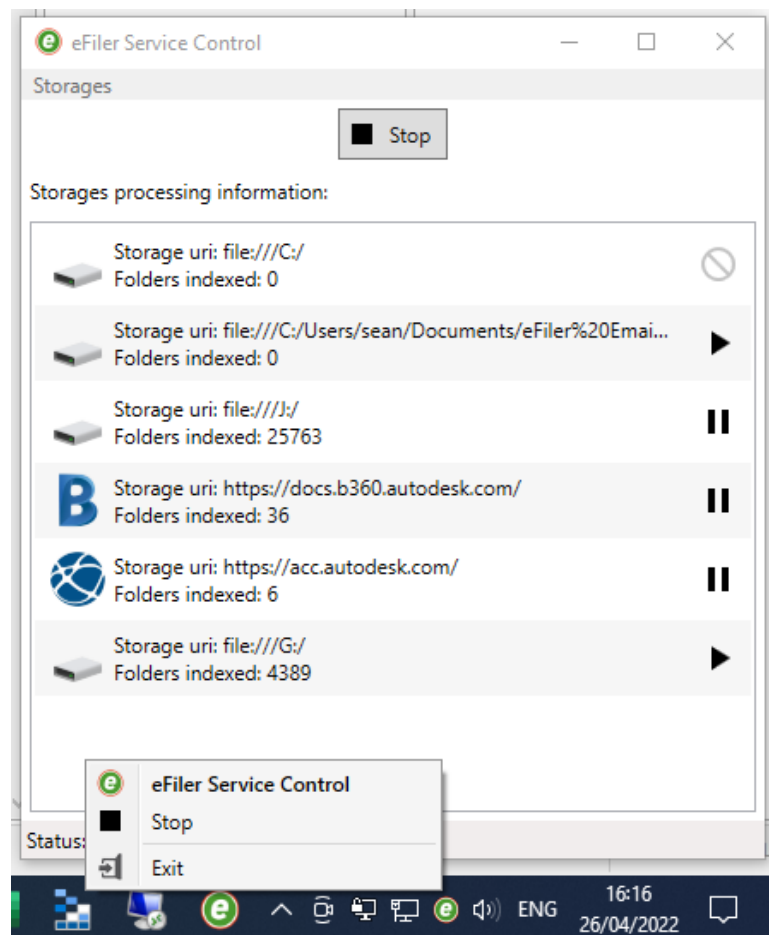 eFiler Service Control
Storages
Stop
Storages processing information:
Storage uri: file:///C:/
Folders indexed: 0
Storage uri: file:///C:/Users/sean/Documents/eFiler%20Emai...
Folders indexed: 0
Storage uri: file:///J:/
Folders indexed: 25763
Storage uri: https://docs.b360.autodesk.com/
Folders indexed: 36
Storage uri: https://acc.autodesk.com/
Folders indexed: 6
Storage uri: file:///G:/
Folders indexed: 4389
eFiler Service Control
Stop
Status:
Exit
ENG
16:16
26/04/2022